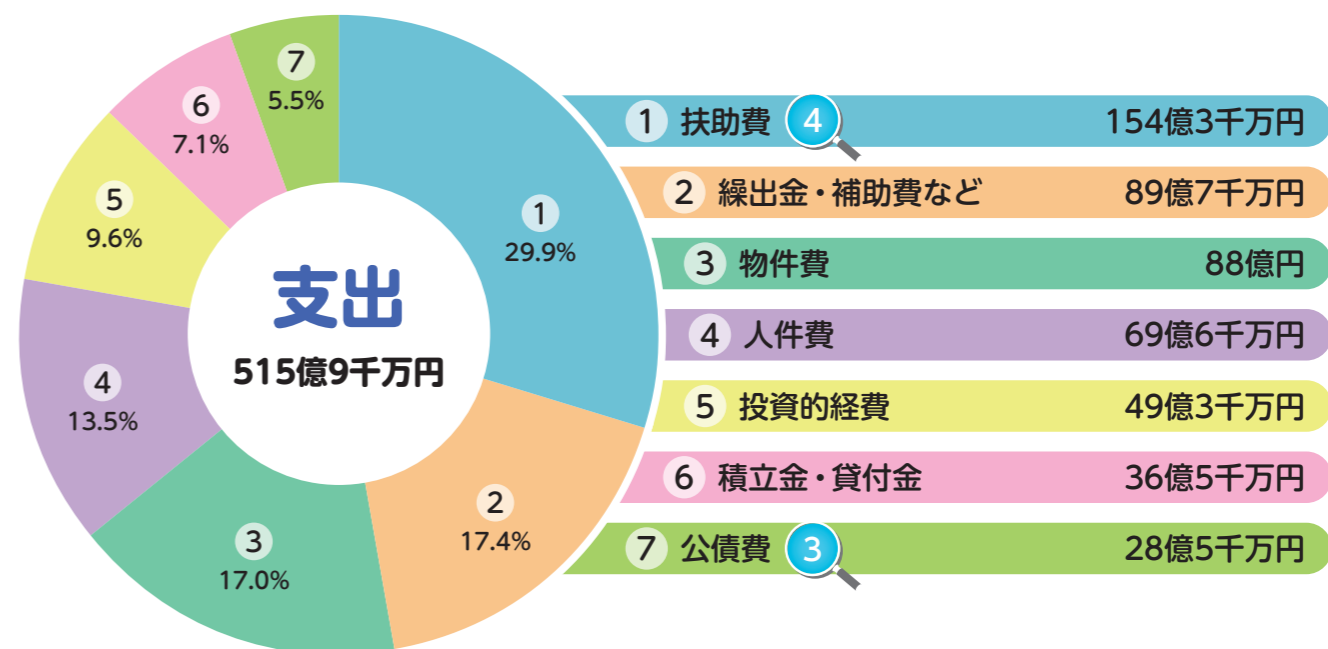 7
5.5%
6
7.1%
5
9.6%
4
13.5%
3
17.0%
2
17.4%
1
29.9%
支出
515億9千万円
1 扶助費 4 154億3千万円
2 繰出金・補助費など 89億7千万円
3 物件費 88億円
4 人件費 69億6千万円
5 投資的経費 49億3千万円
6 積立金・貸付金 36億5千万円
7 公債費 3 28億5千万円